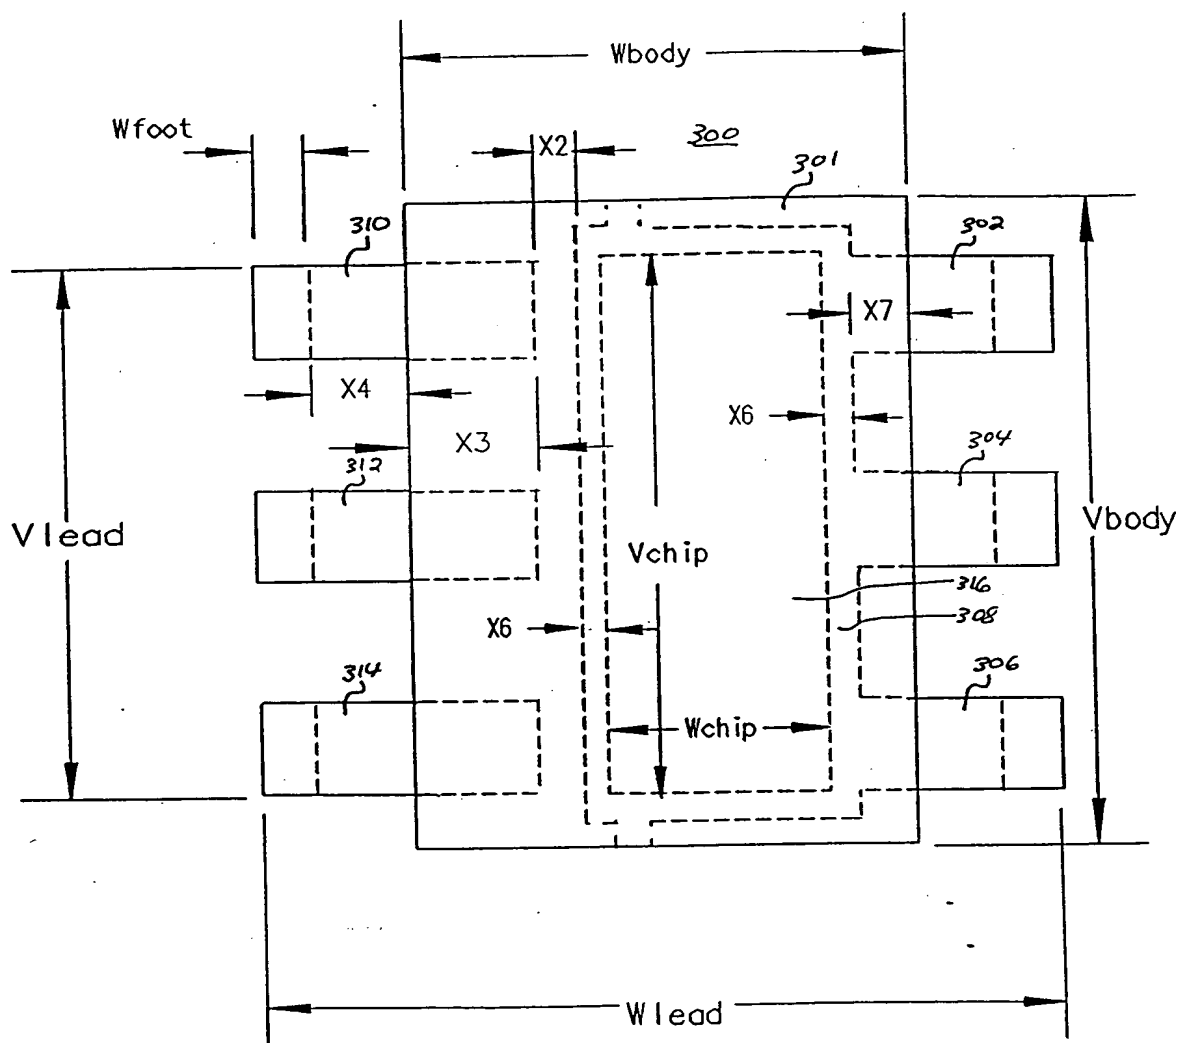 Wbody
Wfoot
X2
300
301
310
302
X7
X4
X6
X3
304
312
Vlead
Vbody
Vchip
316
X6
308
314
306
Wchip
Wlead